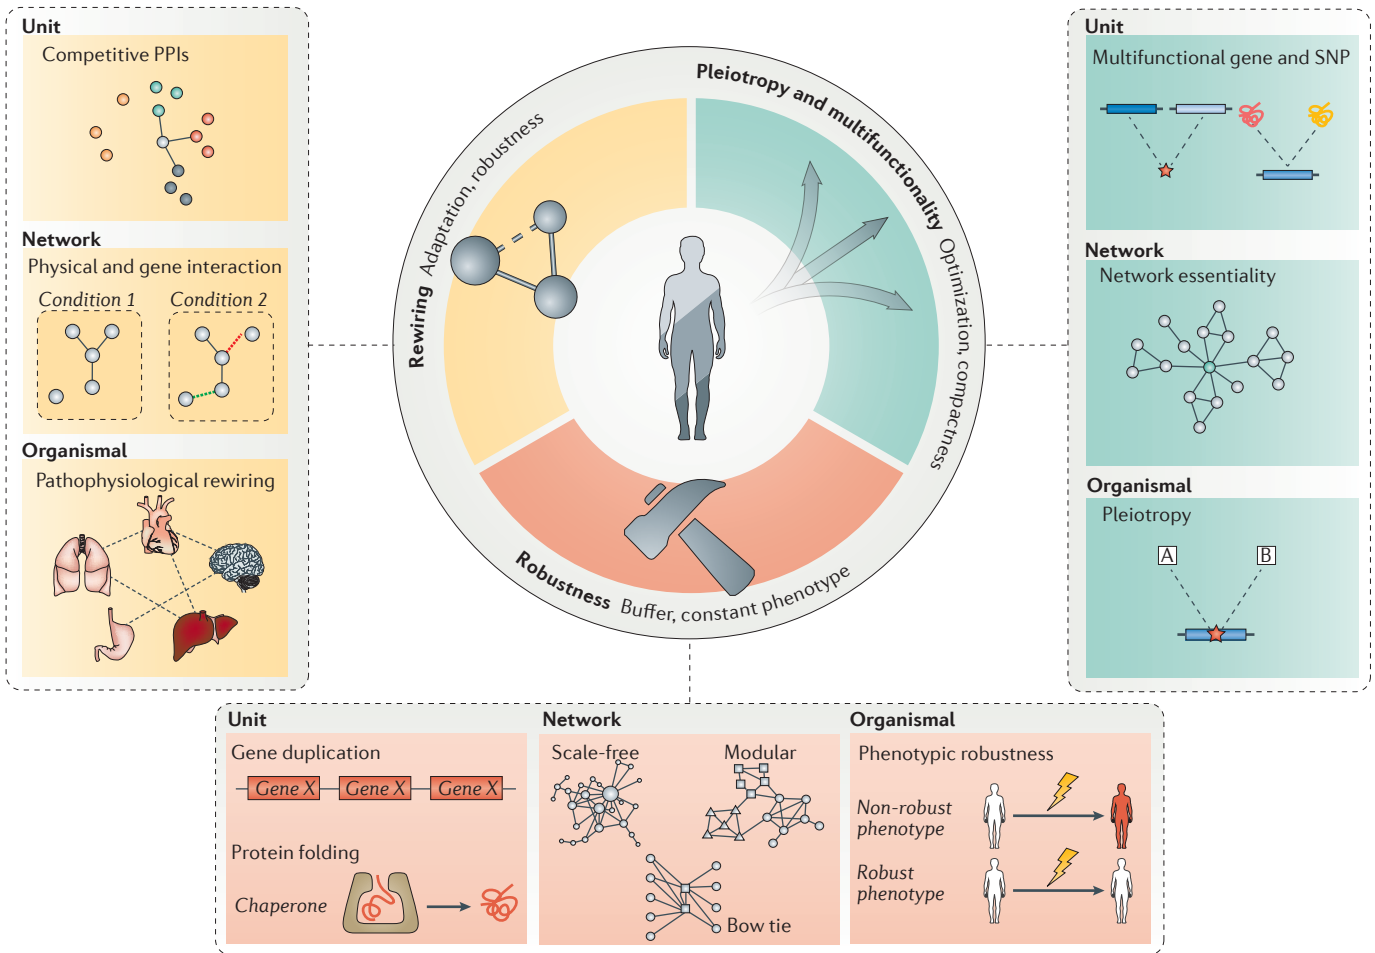 Unit
Competitive PPIs
Network
Physical and gene interaction
Condition 1
Condition 2
Organismal
Pathophysiological rewiring
Rewiring Adaptation, robustness
Pleiotropy and multifunctionality Optimization, compactness
Robustness Buffer, constant phenotype
Unit
Multifunctional gene and SNP
Network
Network essentiality
Organismal
Pleiotropy
A
B
Unit
Gene duplication
Gene X
Gene X
Gene X
Protein folding
Chaperone
Network
Scale-free
Modular
Bow tie
Organismal
Phenotypic robustness
Non-robust
phenotype
Robust
phenotype